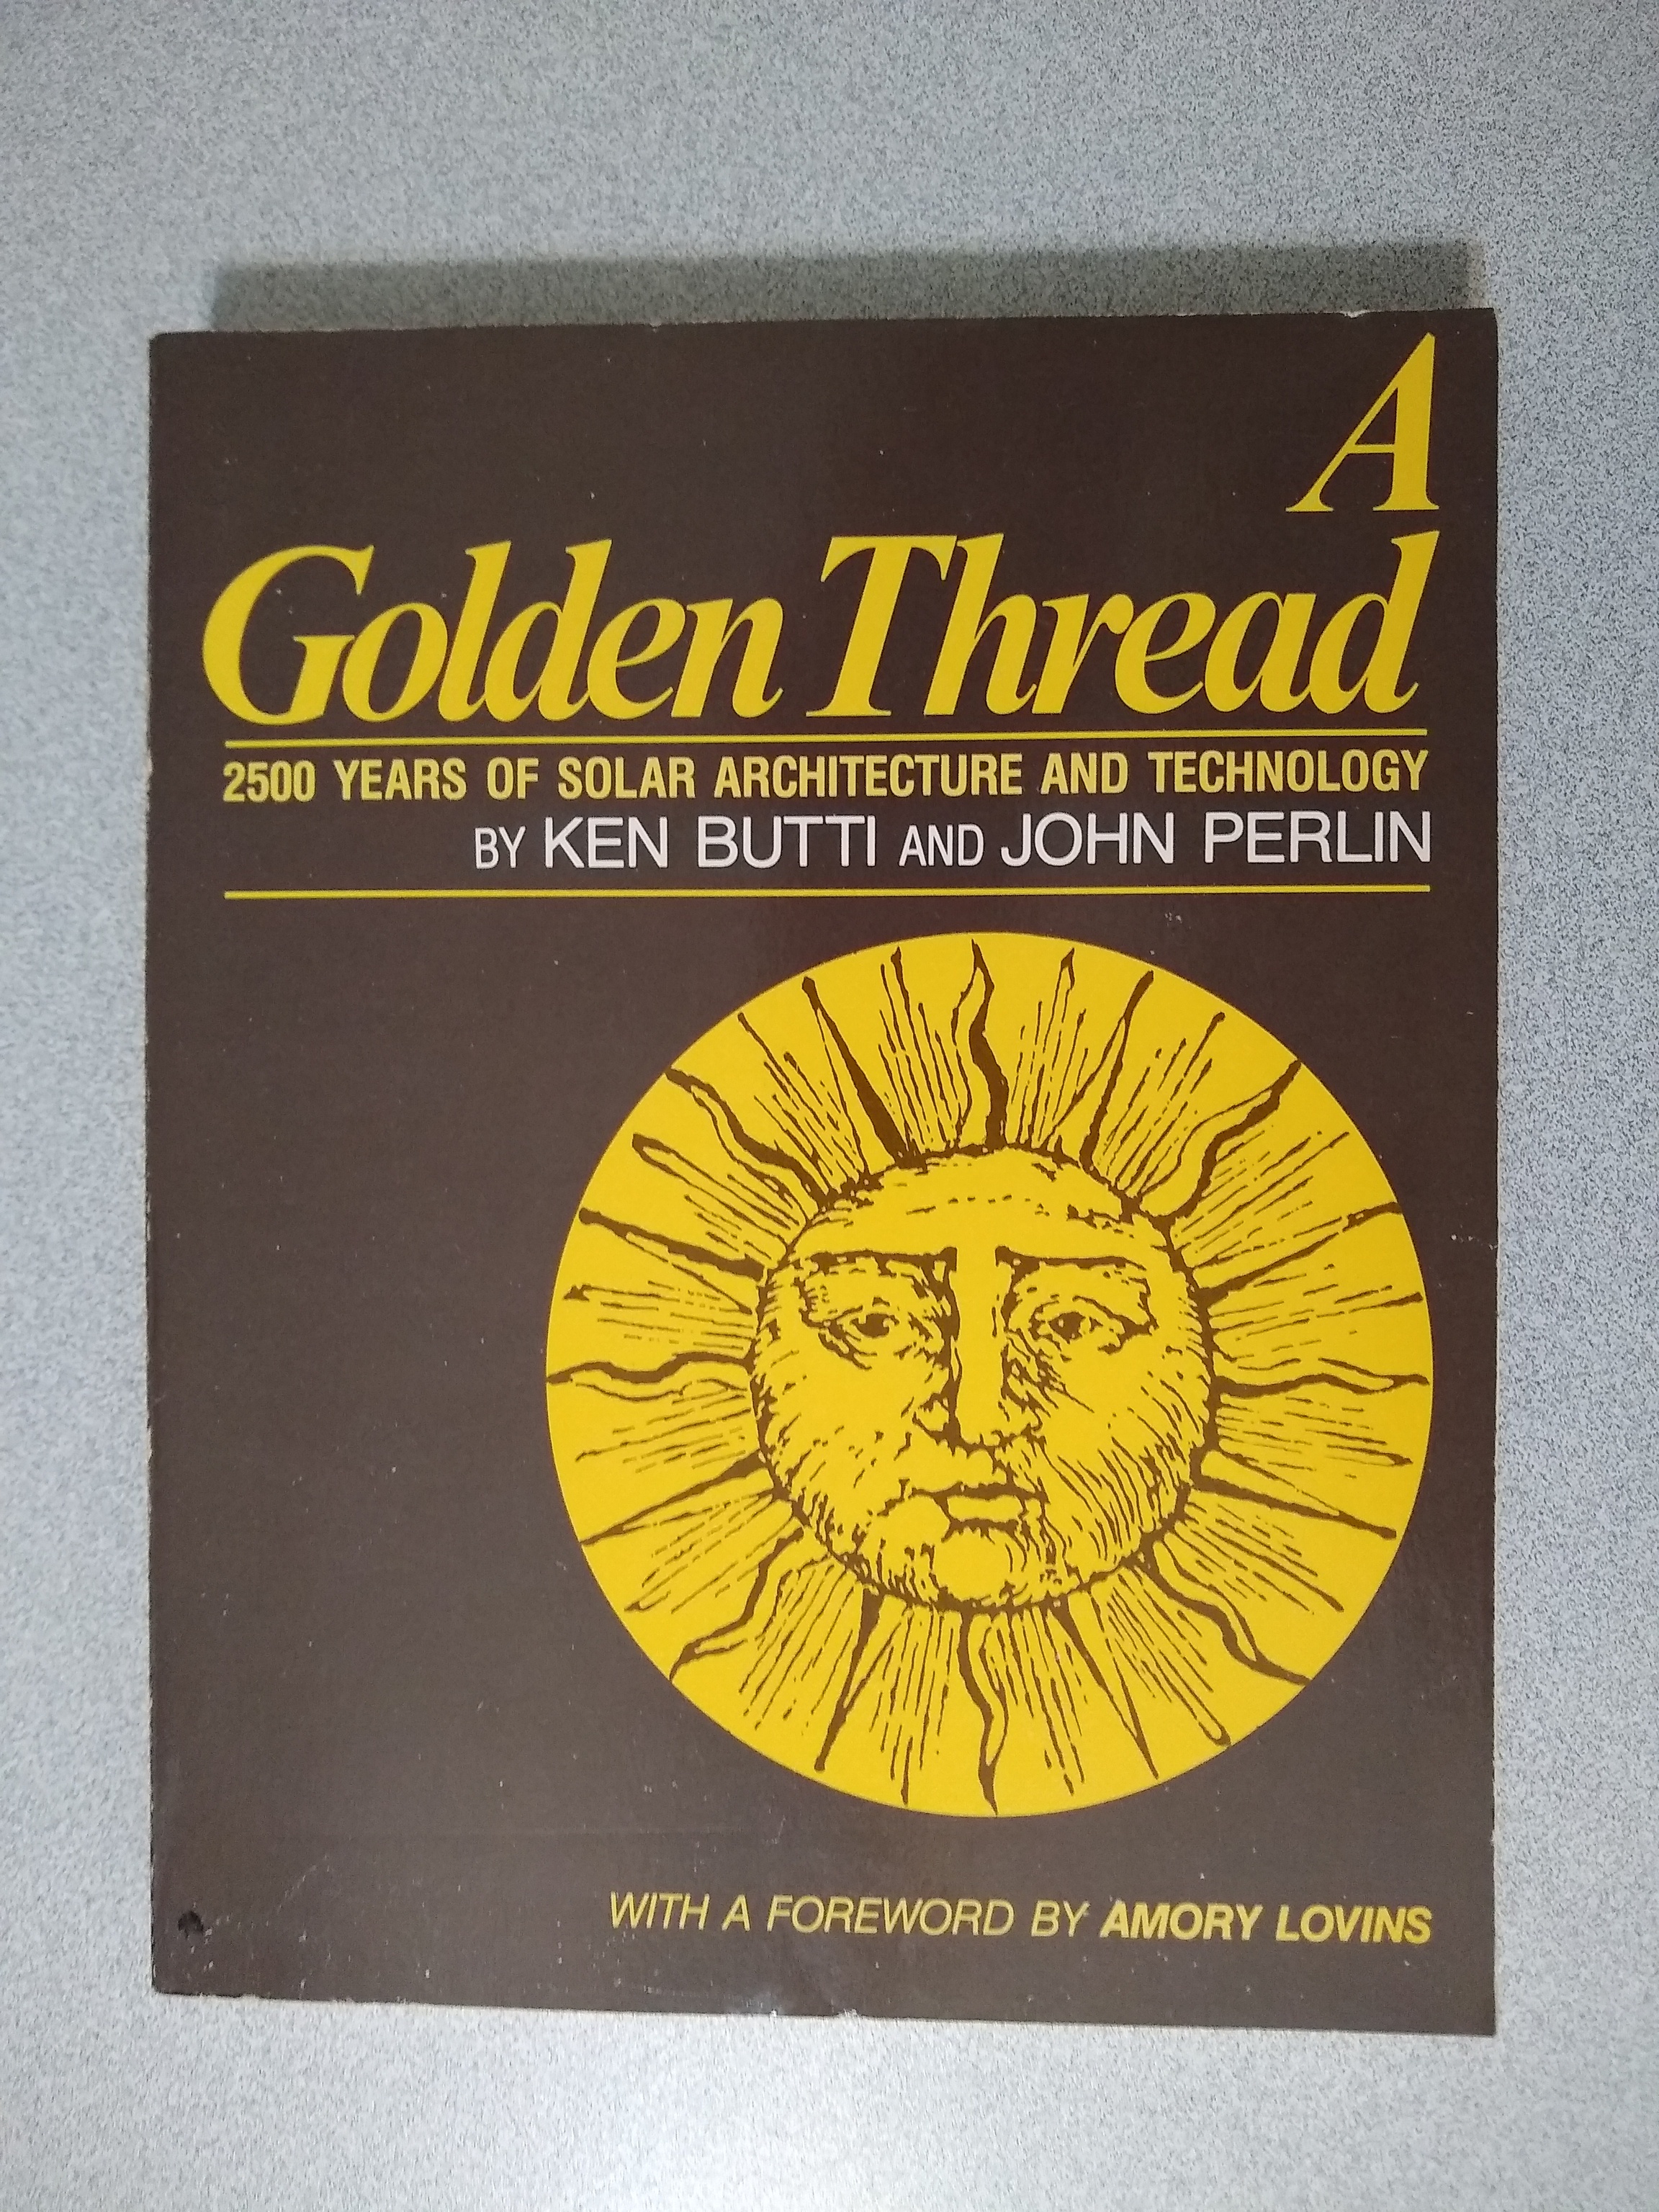 A
Golden Thread
2500 YEARS OF SOLAR ARCHITECTURE AND TECHNOLOGY
BY KEN BUTTI AND JOHN PERLIN
WITH A FOREWORD BY AMORY LOVINS